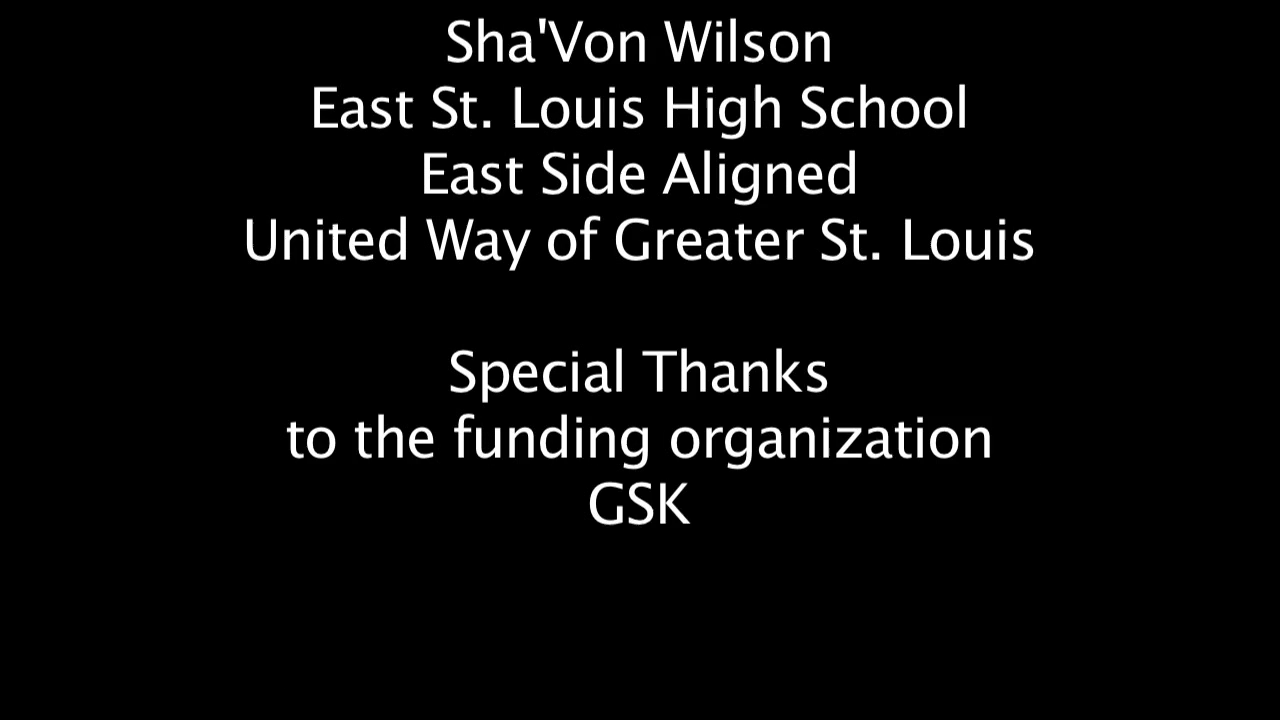 Sha'Von Wilson
East St. Louis High School
East Side Aligned
United Way of Greater St. Louis
Special Thanks
to the funding organization
GSK